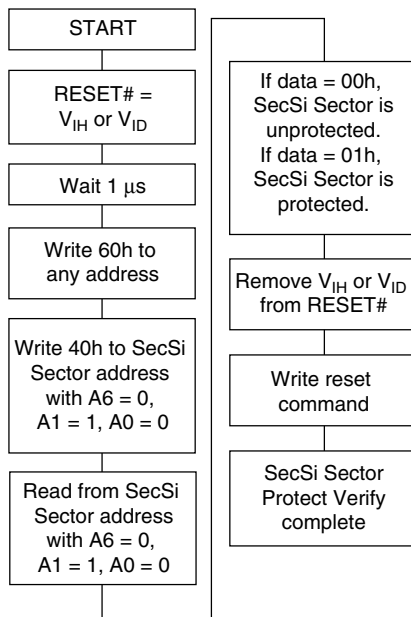 START
RESET# =
V_IH or V_ID
Wait 1 μs
Write 60h to
any address
Write 40h to SecSi
Sector address
with A6 = 0,
A1 = 1, A0 = 0
Read from SecSi
Sector address
with A6 = 0,
A1 = 1, A0 = 0
If data = 00h,
SecSi Sector is
unprotected.
If data = 01h,
SecSi Sector is
protected.
Remove V_IH or V_ID
from RESET#
Write reset
command
SecSi Sector
Protect Verify
complete